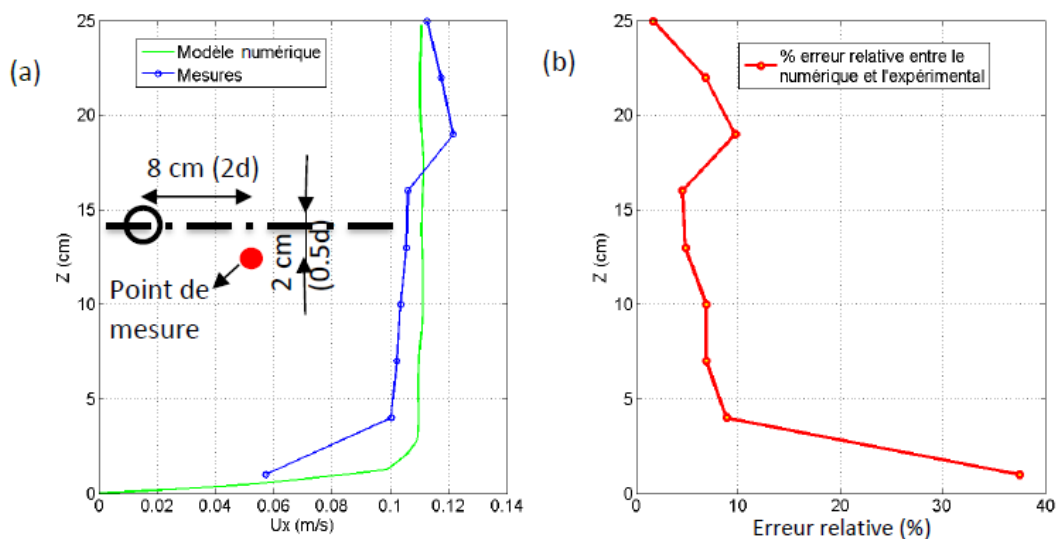 (a)
25
20
15
10
5
0
Z (cm)
Modèle numérique
Mesures
8 cm (2d)
2 cm
(0.5d)
Point de
mesure
0
0.02
0.04
0.06
0.08
0.1
0.12
0.14
Ux (m/s)
(b)
25
20
15
10
5
0
Z (cm)
% erreur relative entre le
numérique et l'expérimental
0
10
20
30
40
Erreur relative (%)